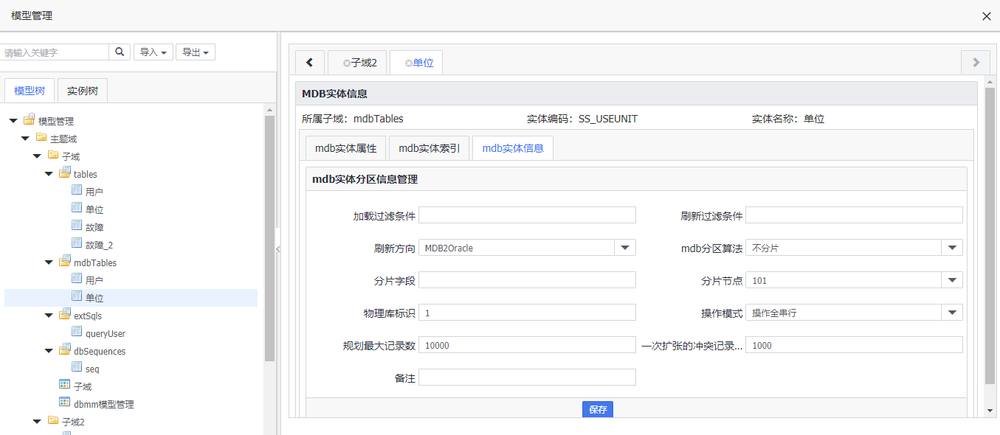 模型管理
请输入关键字
导入
导出
模型树
实例树
模型管理
主题域
子域
tables
用户
单位
故障
故障_2
mdbTables
用户
单位
extSqls
queryUser
dbSequences
seq
子域
dbmm模型管理
子域2
子域2
单位
MDB实体信息
所属子域：mdbTables
实体编码：SS_USEUNIT
实体名称：单位
mdb实体属性
mdb实体索引
mdb实体信息
mdb实体分区信息管理
加载过滤条件
刷新过滤条件
刷新方向 MDB2Oracle
mdb分区算法 不分片
分片字段
分片节点 101
物理库标识 1
操作模式 操作全串行
规划最大记录数 10000
一次扩张的冲突记录... 1000
备注
保存